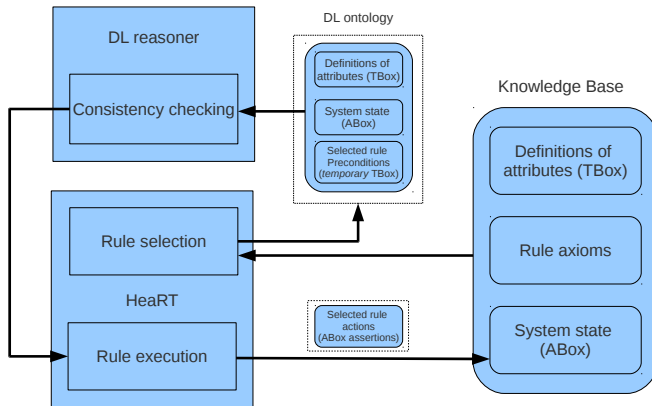 DL reasoner
Consistency checking
DL ontology
Definitions of
attributes (TBox)
System state
(ABox)
Selected rule
Preconditions
(temporary TBox)
Knowledge Base
Definitions of
attributes (TBox)
Rule axioms
System state
(ABox)
Rule selection
HeaRT
Rule execution
Selected rule
actions
(ABox assertions)